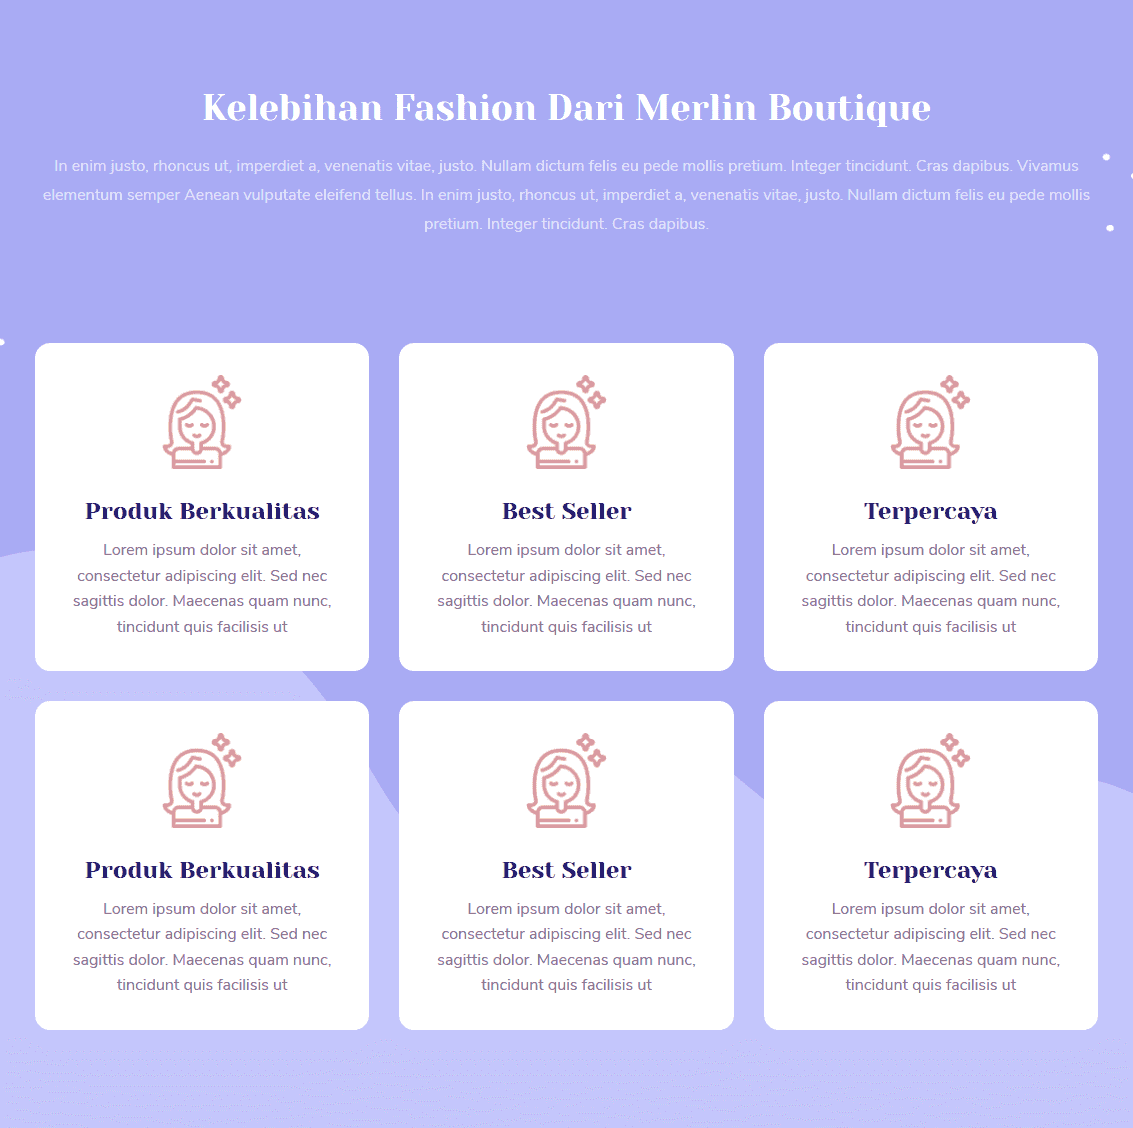 Kelebihan Fashion Dari Merlin Boutique
In enim justo, rhoncus ut, imperdiet a, venenatis vitae, justo. Nullam dictum felis eu pede mollis pretium. Integer tincidunt. Cras dapibus. Vivamus
elementum semper Aenean vulputate eleifend tellus. In enim justo, rhoncus ut, imperdiet a, venenatis vitae, justo. Nullam dictum felis eu pede mollis
pretium. Integer tincidunt. Cras dapibus.
Produk Berkualitas
Lorem ipsum dolor sit amet,
consectetur adipiscing elit. Sed nec
sagittis dolor. Maecenas quam nunc,
tincidunt quis facilisis ut
Best Seller
Lorem ipsum dolor sit amet,
consectetur adipiscing elit. Sed nec
sagittis dolor. Maecenas quam nunc,
tincidunt quis facilisis ut
Terpercaya
Lorem ipsum dolor sit amet,
consectetur adipiscing elit. Sed nec
sagittis dolor. Maecenas quam nunc,
tincidunt quis facilisis ut
Produk Berkualitas
Lorem ipsum dolor sit amet,
consectetur adipiscing elit. Sed nec
sagittis dolor. Maecenas quam nunc,
tincidunt quis facilisis ut
Best Seller
Lorem ipsum dolor sit amet,
consectetur adipiscing elit. Sed nec
sagittis dolor. Maecenas quam nunc,
tincidunt quis facilisis ut
Terpercaya
Lorem ipsum dolor sit amet,
consectetur adipiscing elit. Sed nec
sagittis dolor. Maecenas quam nunc,
tincidunt quis facilisis ut